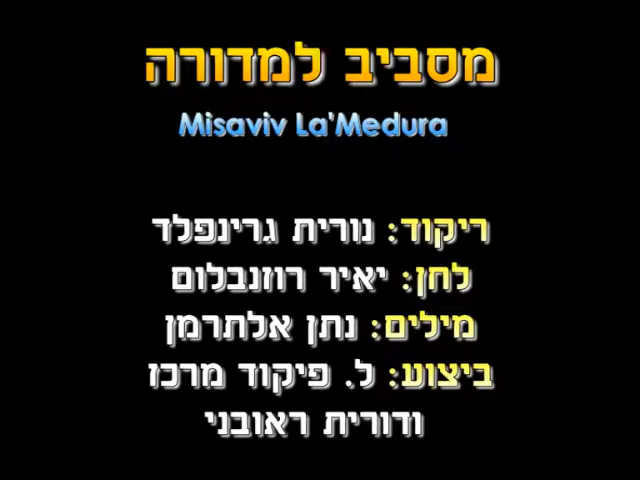 מסביב למדורה
Misaviv La'Medura
ריקוד: נורית גרינפלד
לחן: יאיר רוזנבלום
מילים: נתן אלתרמן
ביצוע: ל. פיקוד מרכז
ודורית ראובני